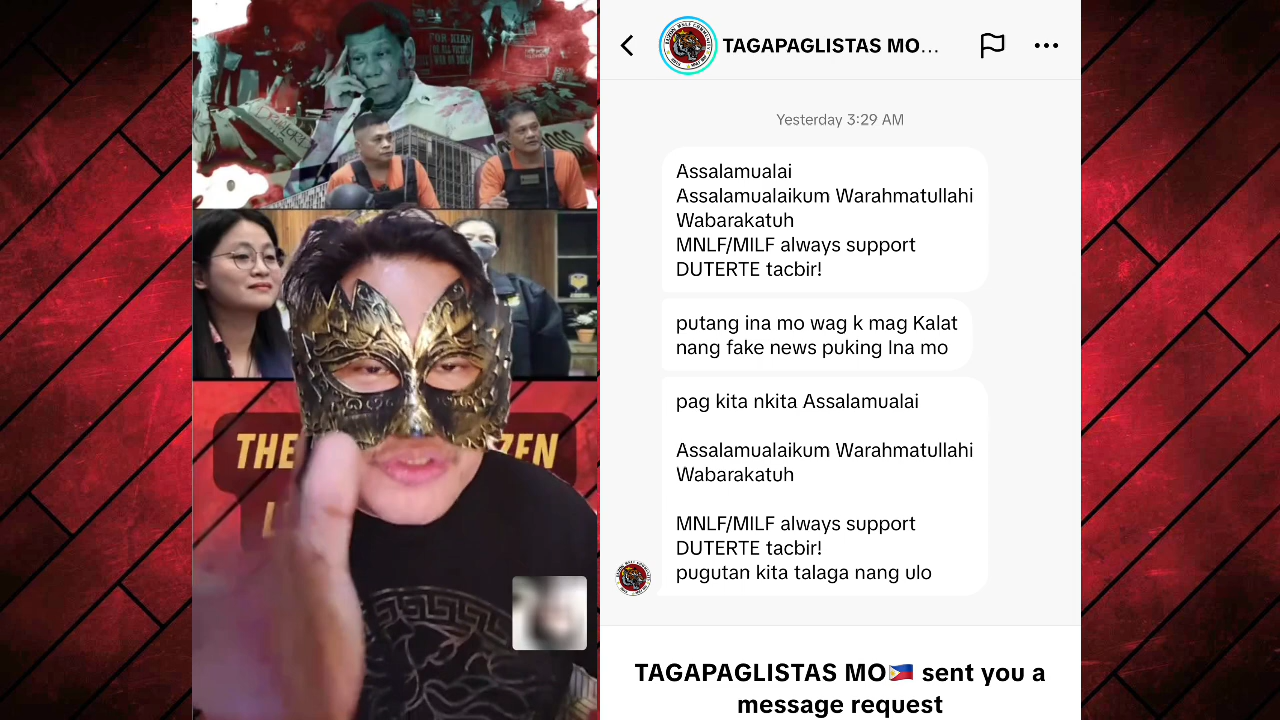 FOR KIAN
THE
ZEN
L
TAGAPAGLISTAS MO...
Yesterday 3:29 AM
Assalamualai
Assalamualaikum Warahmatullahi
Wabarakatuh
MNLF/MILF always support
DUTERTE tacbir!
putang ina mo wag k mag Kalat
nang fake news puking Ina mo
pag kita nkita Assalamualai
Assalamualaikum Warahmatullahi
Wabarakatuh
MNLF/MILF always support
DUTERTE tacbir!
pugutan kita talaga nang ulo
TAGAPAGLISTAS MO🇵🇭 sent you a
message request